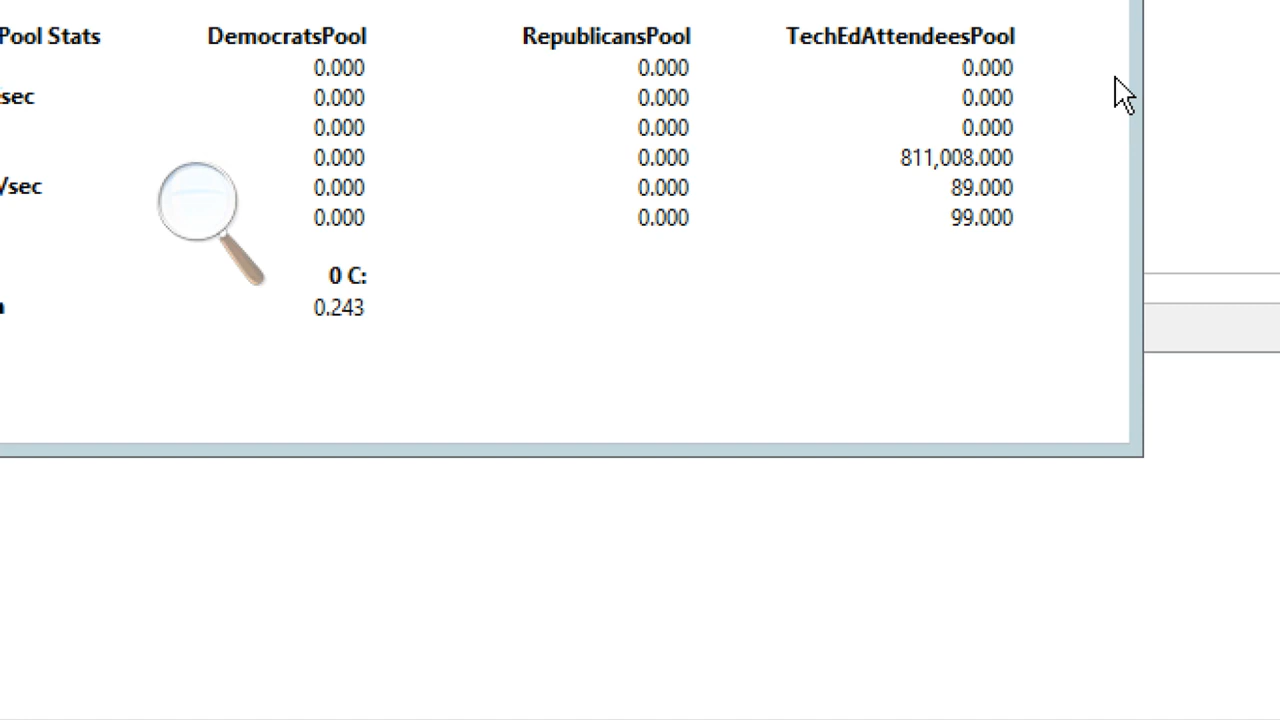 Pool Stats DemocratsPool RepublicansPool TechEdAttendeesPool
0.000 0.000 0.000
sec 0.000 0.000 0.000
0.000 0.000 0.000
0.000 0.000 811,008.000
/sec 0.000 0.000 89.000
0.000 0.000 99.000
0 C:
0.243